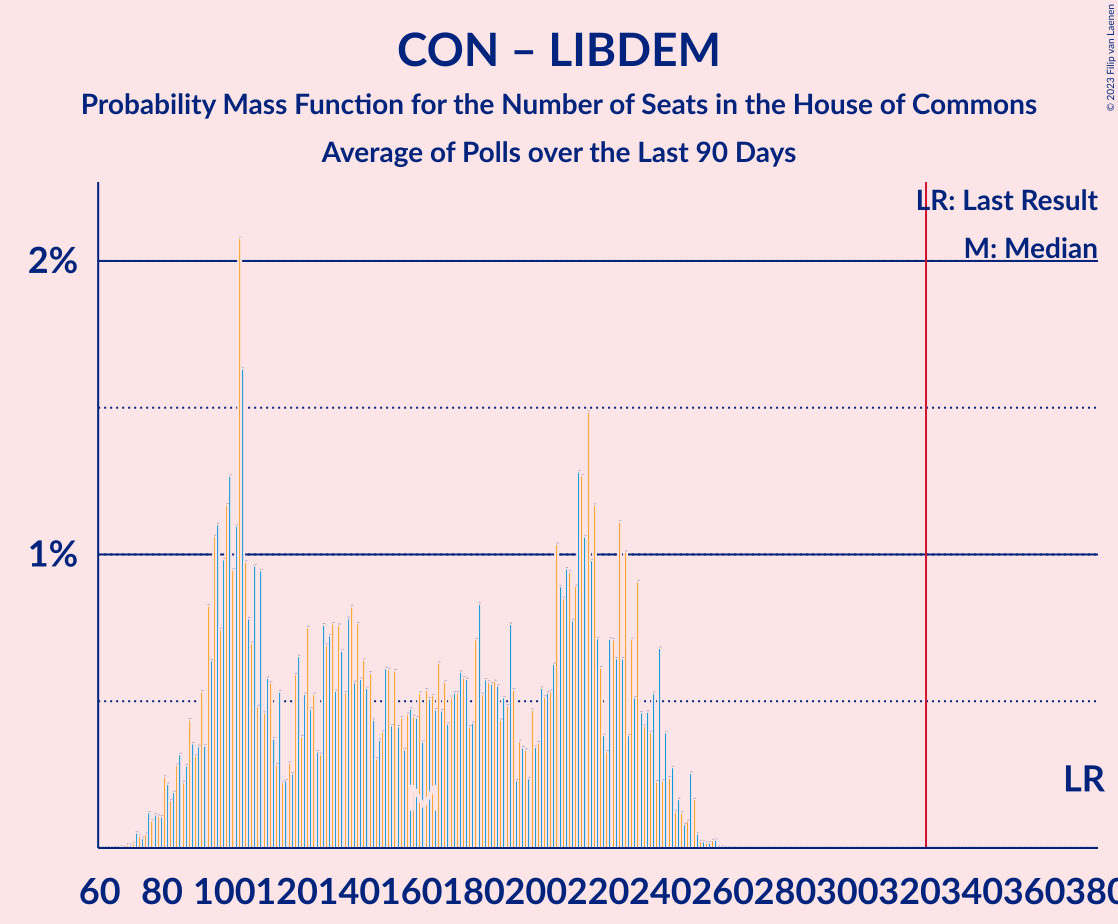 CON – LIBDEM
Probability Mass Function for the Number of Seats in the House of Commons
Average of Polls over the Last 90 Days
© 2023 Filip van Laenen
LR: Last Result
M: Median
2%
1%
M
LR
60 80 100 120 140 160 180 200 220 240 260 280 300 320 340 360 380